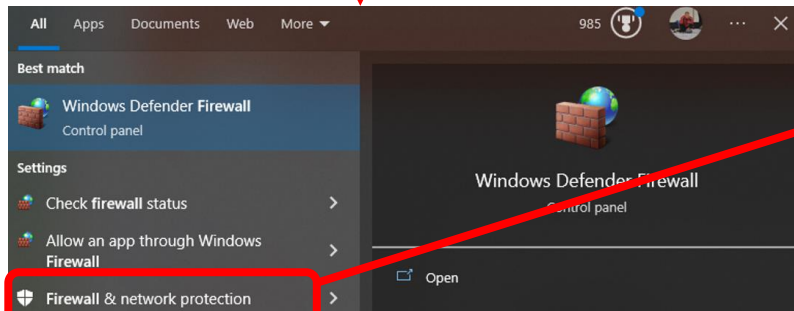 All Apps Documents Web More 985 ...
Best match
Windows Defender Firewall
Control panel
Settings
Check firewall status
Allow an app through Windows
Firewall
Firewall & network protection
Windows Defender Firewall
Control panel
Open